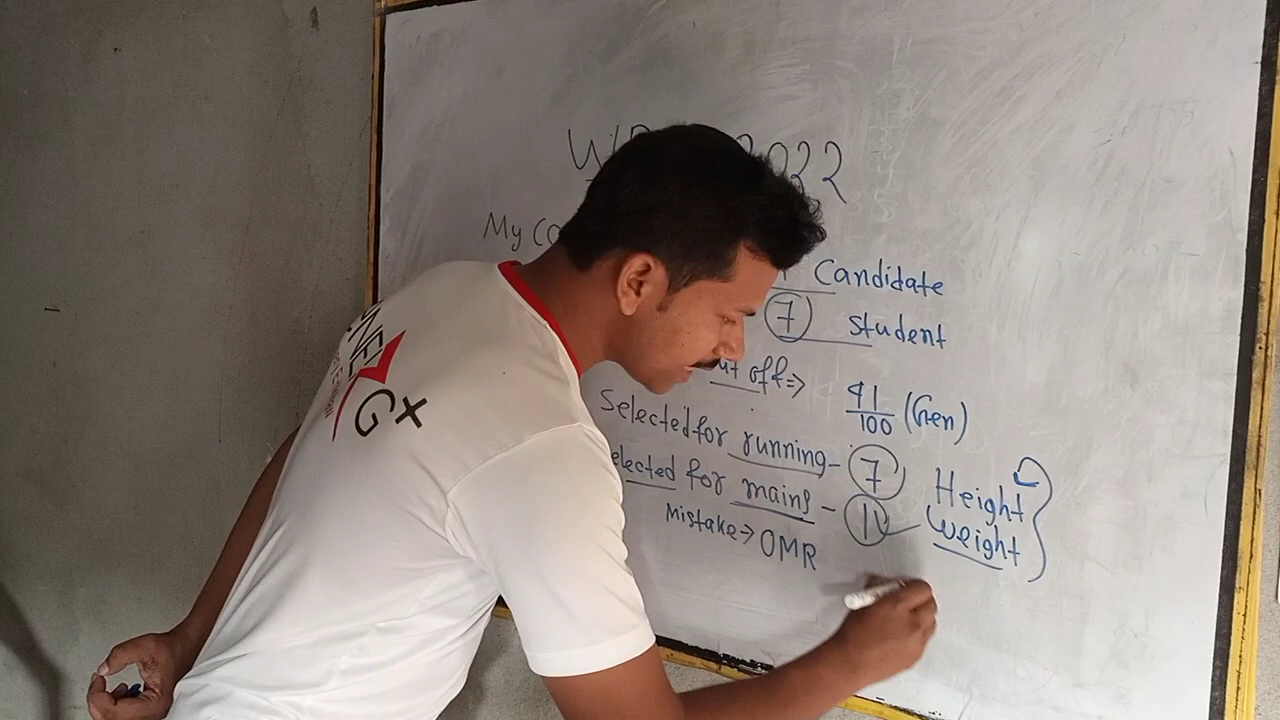 2022
My Co
Candidate
7 student
ut off => 41/100 (Gen)
Selected for running - 7
elected for mains - 11
Height
Weight
Mistake => OMR
G+